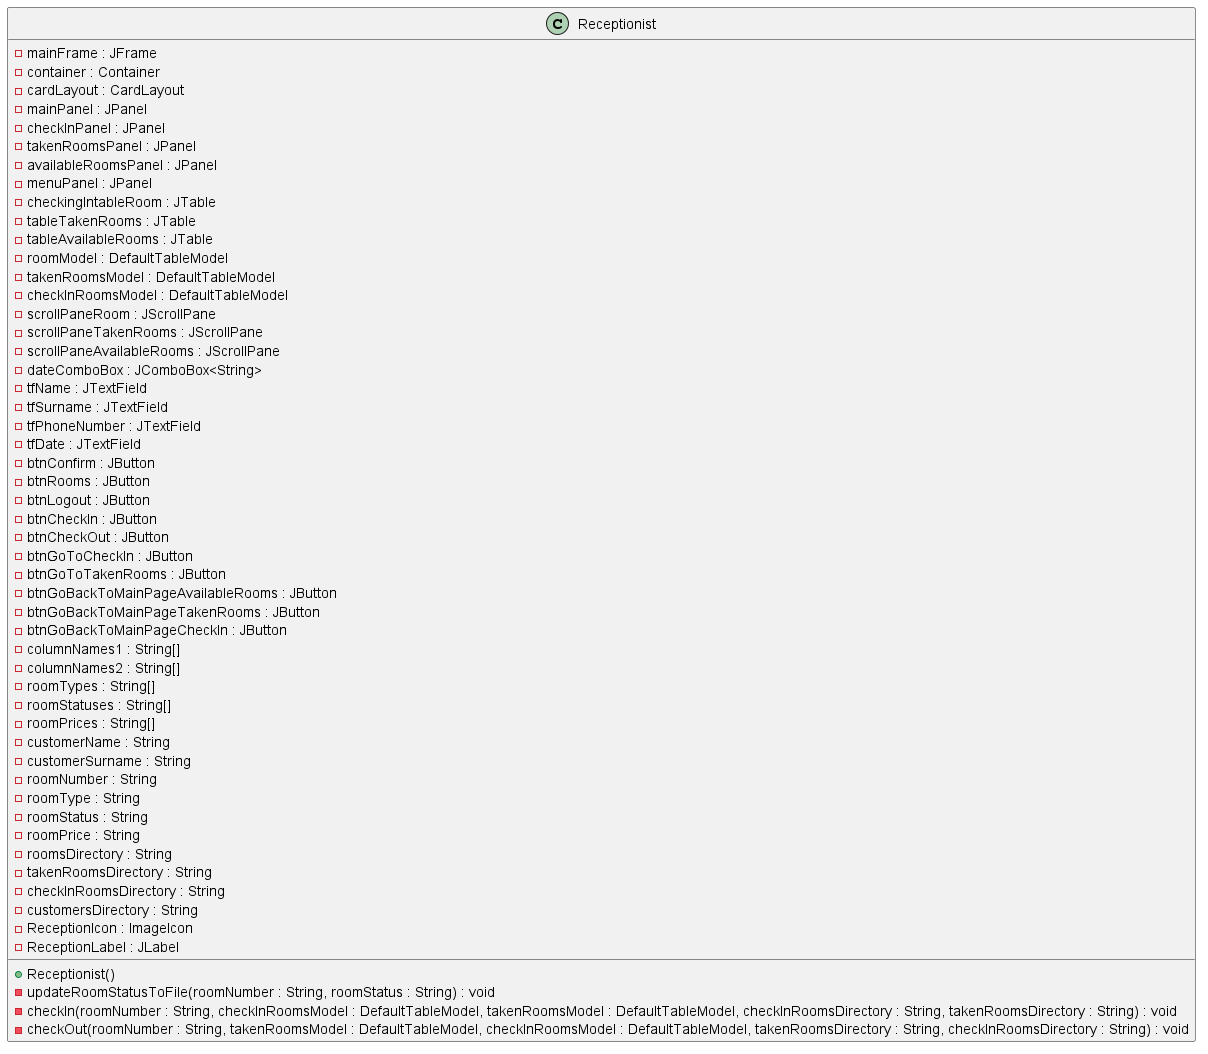 C Receptionist
mainFrame : JFrame
container : Container
cardLayout : CardLayout
mainPanel : JPanel
checkInPanel : JPanel
takenRoomsPanel : JPanel
availableRoomsPanel : JPanel
menuPanel : JPanel
checkingIntableRoom : JTable
tableTakenRooms : JTable
tableAvailableRooms : JTable
roomModel : DefaultTableModel
takenRoomsModel : DefaultTableModel
checkInRoomsModel : DefaultTableModel
scrollPaneRoom : JScrollPane
scrollPaneTakenRooms : JScrollPane
scrollPaneAvailableRooms : JScrollPane
dateComboBox : JComboBox<String>
tfName : JTextField
tfSurname : JTextField
tfPhoneNumber : JTextField
tfDate : JTextField
btnConfirm : JButton
btnRooms : JButton
btnLogout : JButton
btnCheckIn : JButton
btnCheckOut : JButton
btnGoToCheckIn : JButton
btnGoToTakenRooms : JButton
btnGoBackToMainPageAvailableRooms : JButton
btnGoBackToMainPageTakenRooms : JButton
btnGoBackToMainPageCheckIn : JButton
columnNames1 : String[]
columnNames2 : String[]
roomTypes : String[]
roomStatuses : String[]
roomPrices : String[]
customerName : String
customerSurname : String
roomNumber : String
roomType : String
roomStatus : String
roomPrice : String
roomsDirectory : String
takenRoomsDirectory : String
checkInRoomsDirectory : String
customersDirectory : String
ReceptionIcon : ImageIcon
ReceptionLabel : JLabel
Receptionist()
updateRoomStatusToFile(roomNumber : String, roomStatus : String) : void
checkIn(roomNumber : String, checkInRoomsModel : DefaultTableModel, takenRoomsModel : DefaultTableModel, checkInRoomsDirectory : String, takenRoomsDirectory : String) : void
checkOut(roomNumber : String, takenRoomsModel : DefaultTableModel, checkInRoomsModel : DefaultTableModel, takenRoomsDirectory : String, checkInRoomsDirectory : String) : void